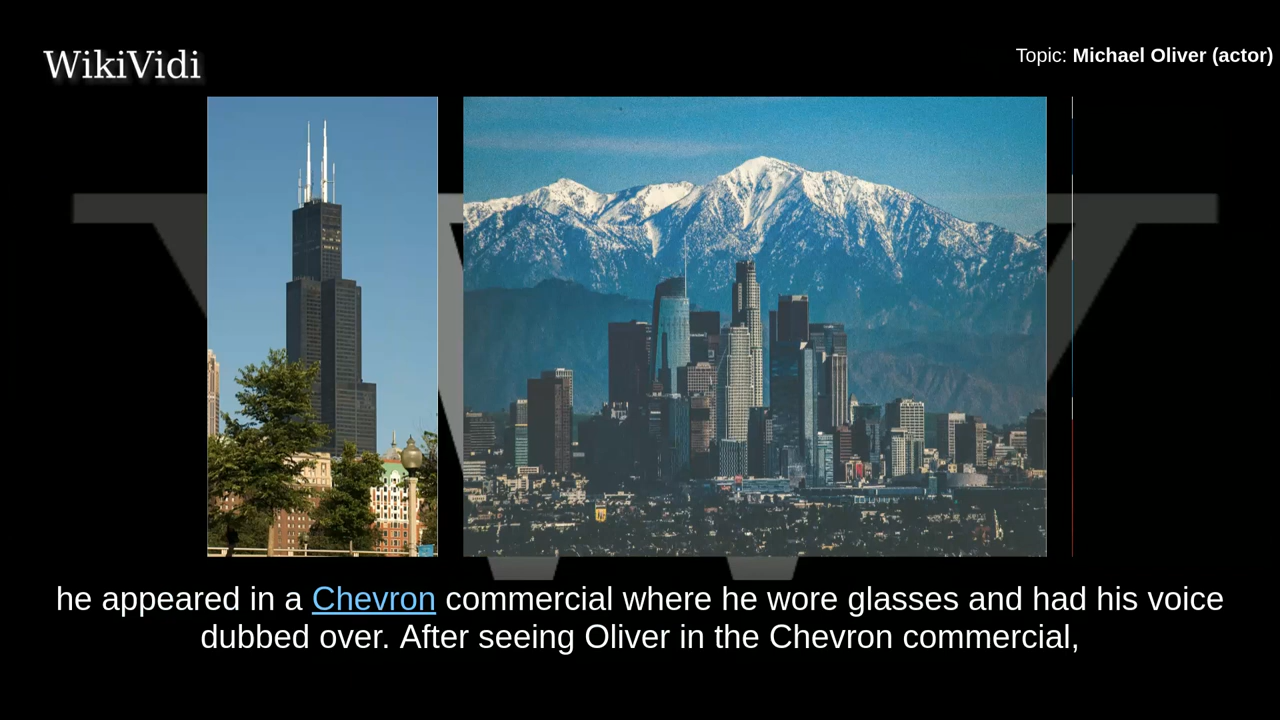 WikiVidi
Topic: Michael Oliver (actor)
he appeared in a Chevron commercial where he wore glasses and had his voice
dubbed over. After seeing Oliver in the Chevron commercial,